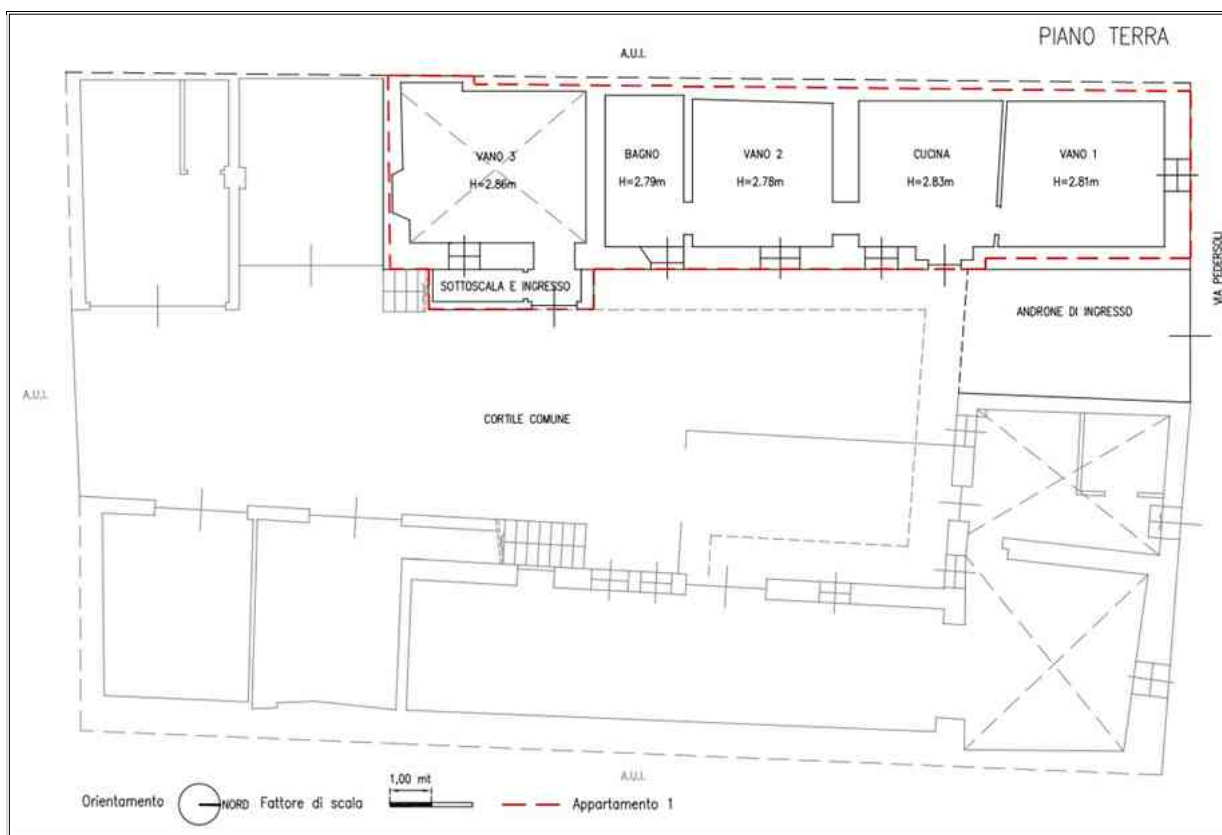 PIANO TERRA
A.U.I.
VANO 3
H=2.86m
BAGNO
H=2.79m
VANO 2
H=2.78m
CUCINA
H=2.83m
VANO 1
H=2.81m
VIA PEDERSOLI
SOTTOSCALA E INGRESSO
ANDRONE DI INGRESSO
A.U.I.
CORTILE COMUNE
A.U.I.
Orientamento NORD Fattore di scala 1,00 mt Appartamento 1